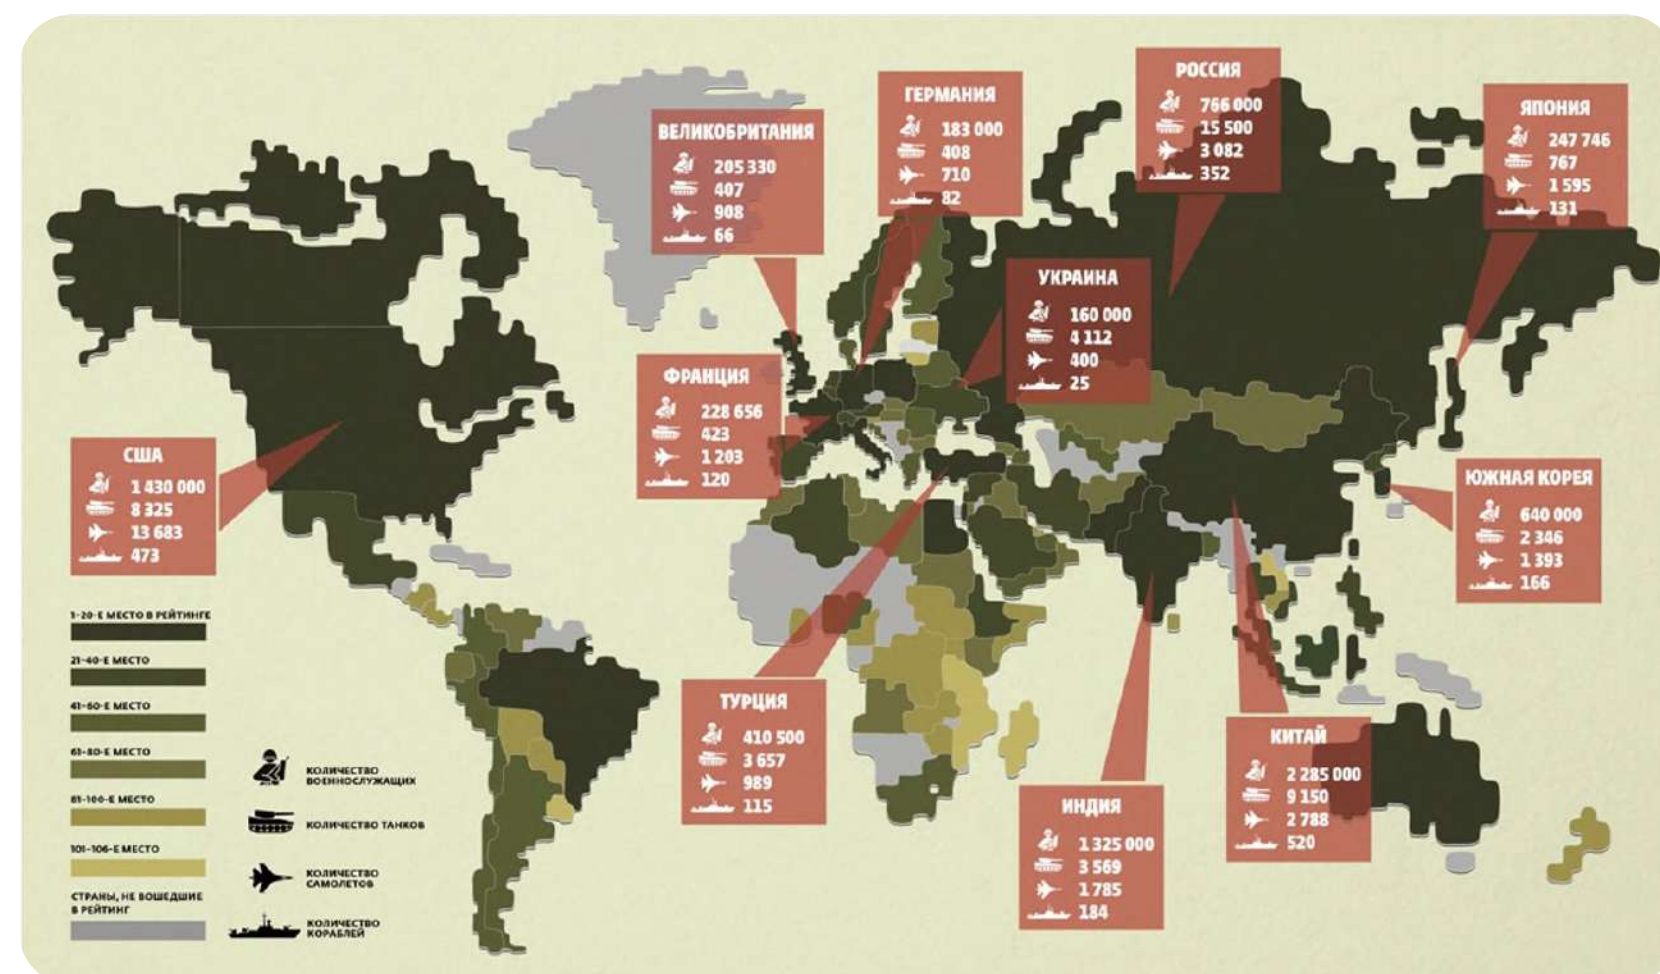 РОССИЯ
766 000
15 500
3 082
352
ГЕРМАНИЯ
183 000
408
710
82
ЯПОНИЯ
247 746
767
1 595
131
ВЕЛИКОБРИТАНИЯ
205 330
407
908
66
УКРАИНА
160 000
4 112
400
25
ФРАНЦИЯ
228 656
423
1 203
120
США
1 430 000
8 325
13 683
473
ЮЖНАЯ КОРЕЯ
640 000
2 346
1 393
166
ТУРЦИЯ
410 500
3 657
989
115
КИТАЙ
2 285 000
9 150
2 788
520
ИНДИЯ
1 325 000
3 569
1 785
184
1-20-Е МЕСТО В РЕЙТИНГЕ
21-40-Е МЕСТО
41-60-Е МЕСТО
61-80-Е МЕСТО
81-100-Е МЕСТО
101-106-Е МЕСТО
СТРАНЫ, НЕ ВОШЕДШИЕ
В РЕЙТИНГ
КОЛИЧЕСТВО
ВОЕННОСЛУЖАЩИХ
КОЛИЧЕСТВО ТАНКОВ
КОЛИЧЕСТВО
САМОЛЕТОВ
КОЛИЧЕСТВО
КОРАБЛЕЙ